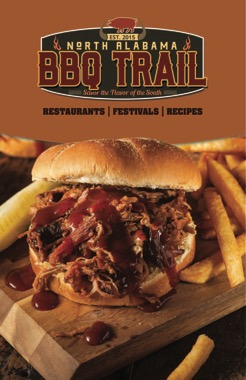 EST. 2015
NORTH ALABAMA
BBQ TRAIL
Savor the Flavor of the South
RESTAURANTS | FESTIVALS | RECIPES